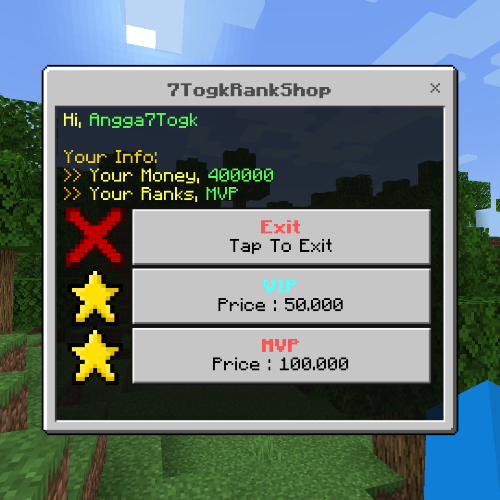 7TogkRankShop
Hi, Angga7Togk
Your Info:
>> Your Money, 400000
>> Your Ranks, MVP
Exit
Tap To Exit
VIP
Price : 50.000
MVP
Price : 100.000